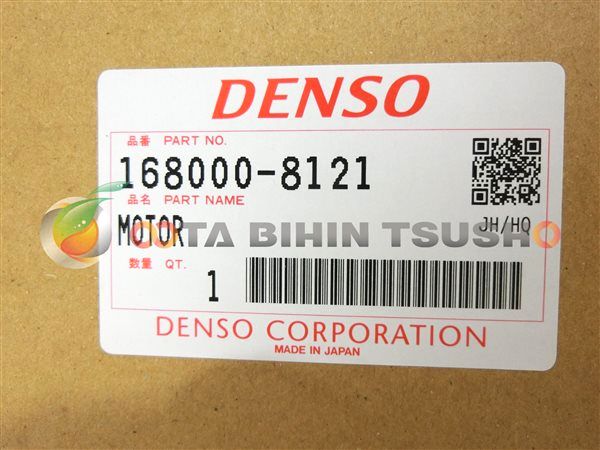 DENSO
品番 PART NO.
168000-8121
品名 PART NAME
MOTOR
JH/HQ
OITA BIHIN TSUSHO
数量 QT.
1
DENSO CORPORATION
MADE IN JAPAN